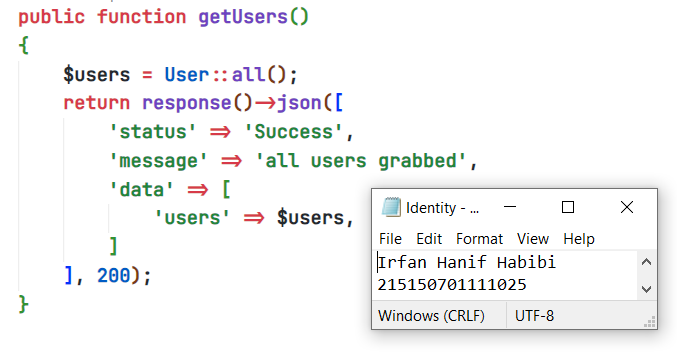 public function getUsers()
{
    $users = User::all();
    return response()->json([
        'status' => 'Success',
        'message' => 'all users grabbed',
        'data' => [
            'users' => $users,
        ]
    ], 200);
}
Identity - ...
File Edit Format View Help
Irfan Hanif Habibi
215150701111025
Windows (CRLF) UTF-8